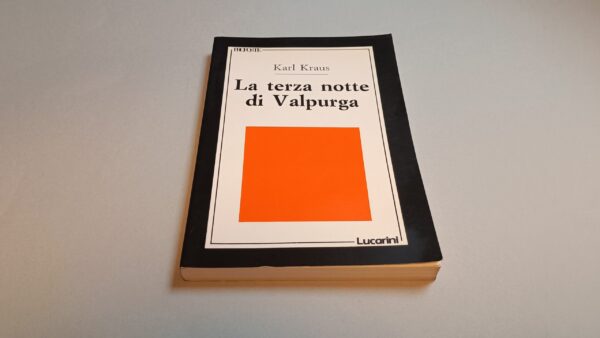 Karl Kraus
La terza notte
di Valpurga
Lucarini